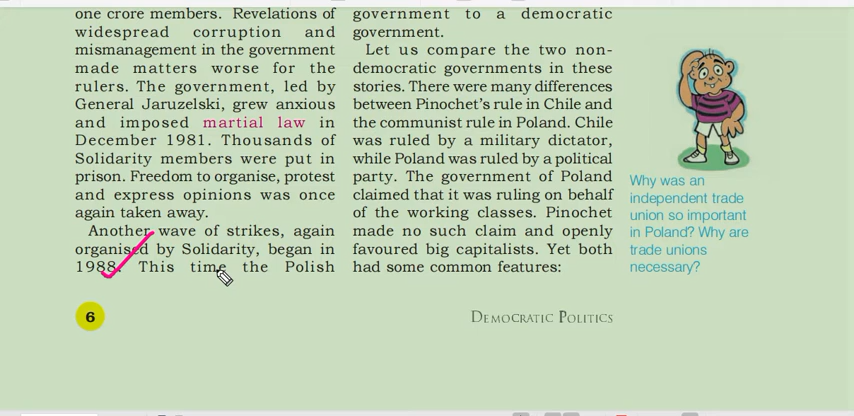 one crore members. Revelations of
widespread corruption and
mismanagement in the government
made matters worse for the
rulers. The government, led by
General Jaruzelski, grew anxious
and imposed martial law in
December 1981. Thousands of
Solidarity members were put in
prison. Freedom to organise, protest
and express opinions was once
again taken away.
Another wave of strikes, again
organised by Solidarity, began in
1988. This time the Polish
government to a democratic
government.
Let us compare the two non-
democratic governments in these
stories. There were many differences
between Pinochet's rule in Chile and
the communist rule in Poland. Chile
was ruled by a military dictator,
while Poland was ruled by a political
party. The government of Poland
claimed that it was ruling on behalf
of the working classes. Pinochet
made no such claim and openly
favoured big capitalists. Yet both
had some common features:
Why was an
independent trade
union so important
in Poland? Why are
trade unions
necessary?
6
Democratic Politics